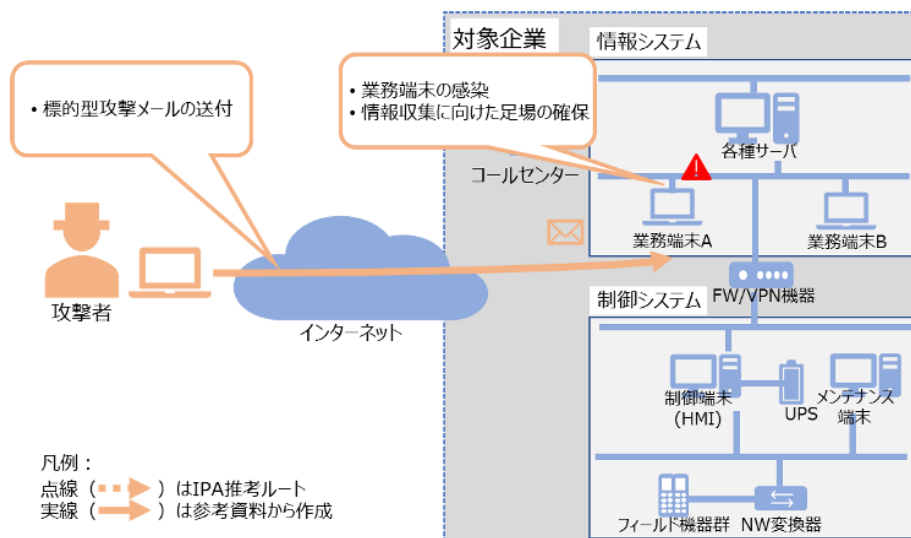 対象企業
情報システム
・標的型攻撃メールの送付
・業務端末の感染
・情報収集に向けた足場の確保
各種サーバ
コールセンター
業務端末A
業務端末B
攻撃者
インターネット
FW/VPN機器
制御システム
制御端末
(HMI)
UPS
メンテナンス
端末
フィールド機器群
NW変換器
凡例：
点線（ ）はIPA推考ルート
実線（ ）は参考資料から作成